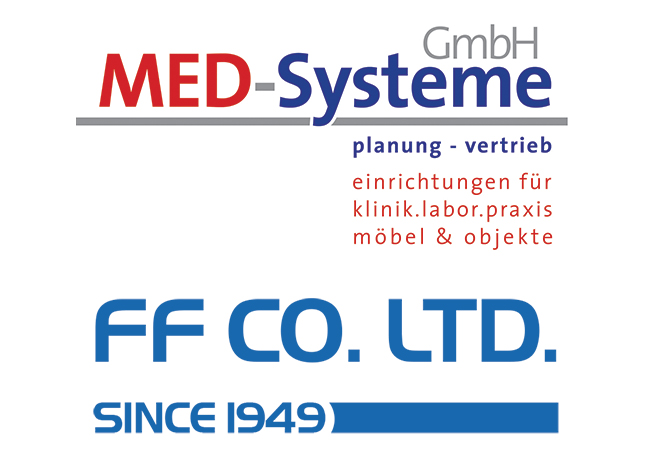 GmbH
MED-Systeme
planung - vertrieb
einrichtungen für
klinik.labor.praxis
möbel & objekte
FF CO. LTD.
SINCE 1949